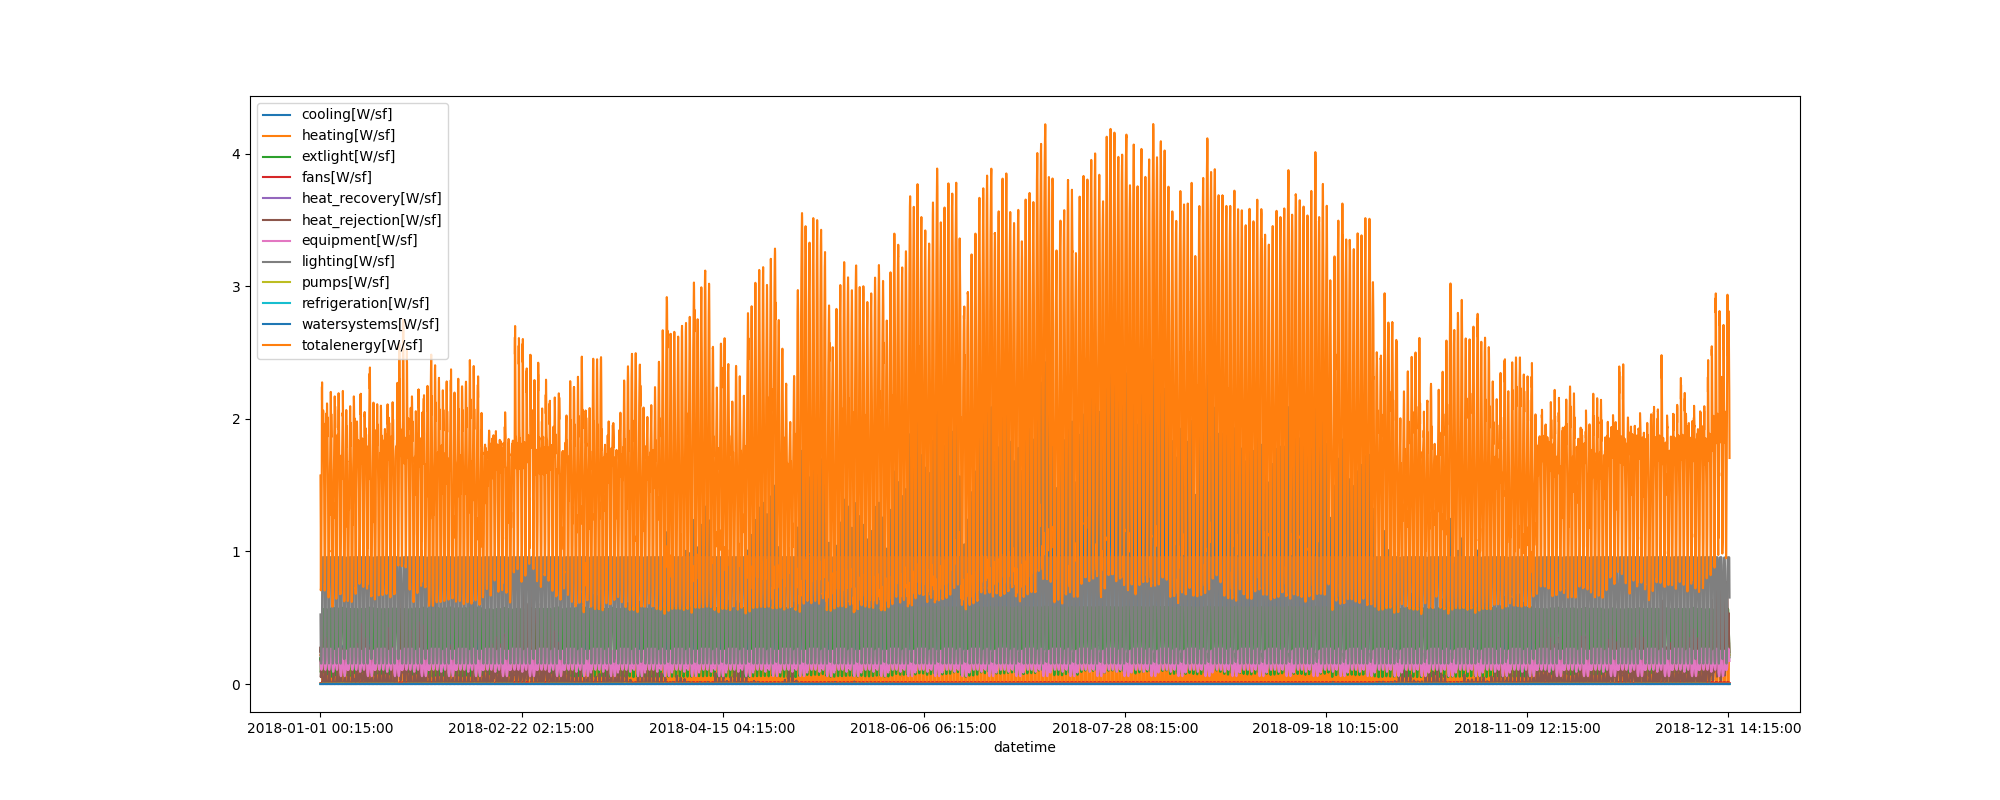 cooling[W/sf]
heating[W/sf]
extlight[W/sf]
fans[W/sf]
heat_recovery[W/sf]
heat_rejection[W/sf]
equipment[W/sf]
lighting[W/sf]
pumps[W/sf]
refrigeration[W/sf]
watersystems[W/sf]
totalenergy[W/sf]
4
3
2
1
0
2018-01-01 00:15:00 2018-02-22 02:15:00 2018-04-15 04:15:00 2018-06-06 06:15:00 2018-07-28 08:15:00 2018-09-18 10:15:00 2018-11-09 12:15:00 2018-12-31 14:15:00
datetime